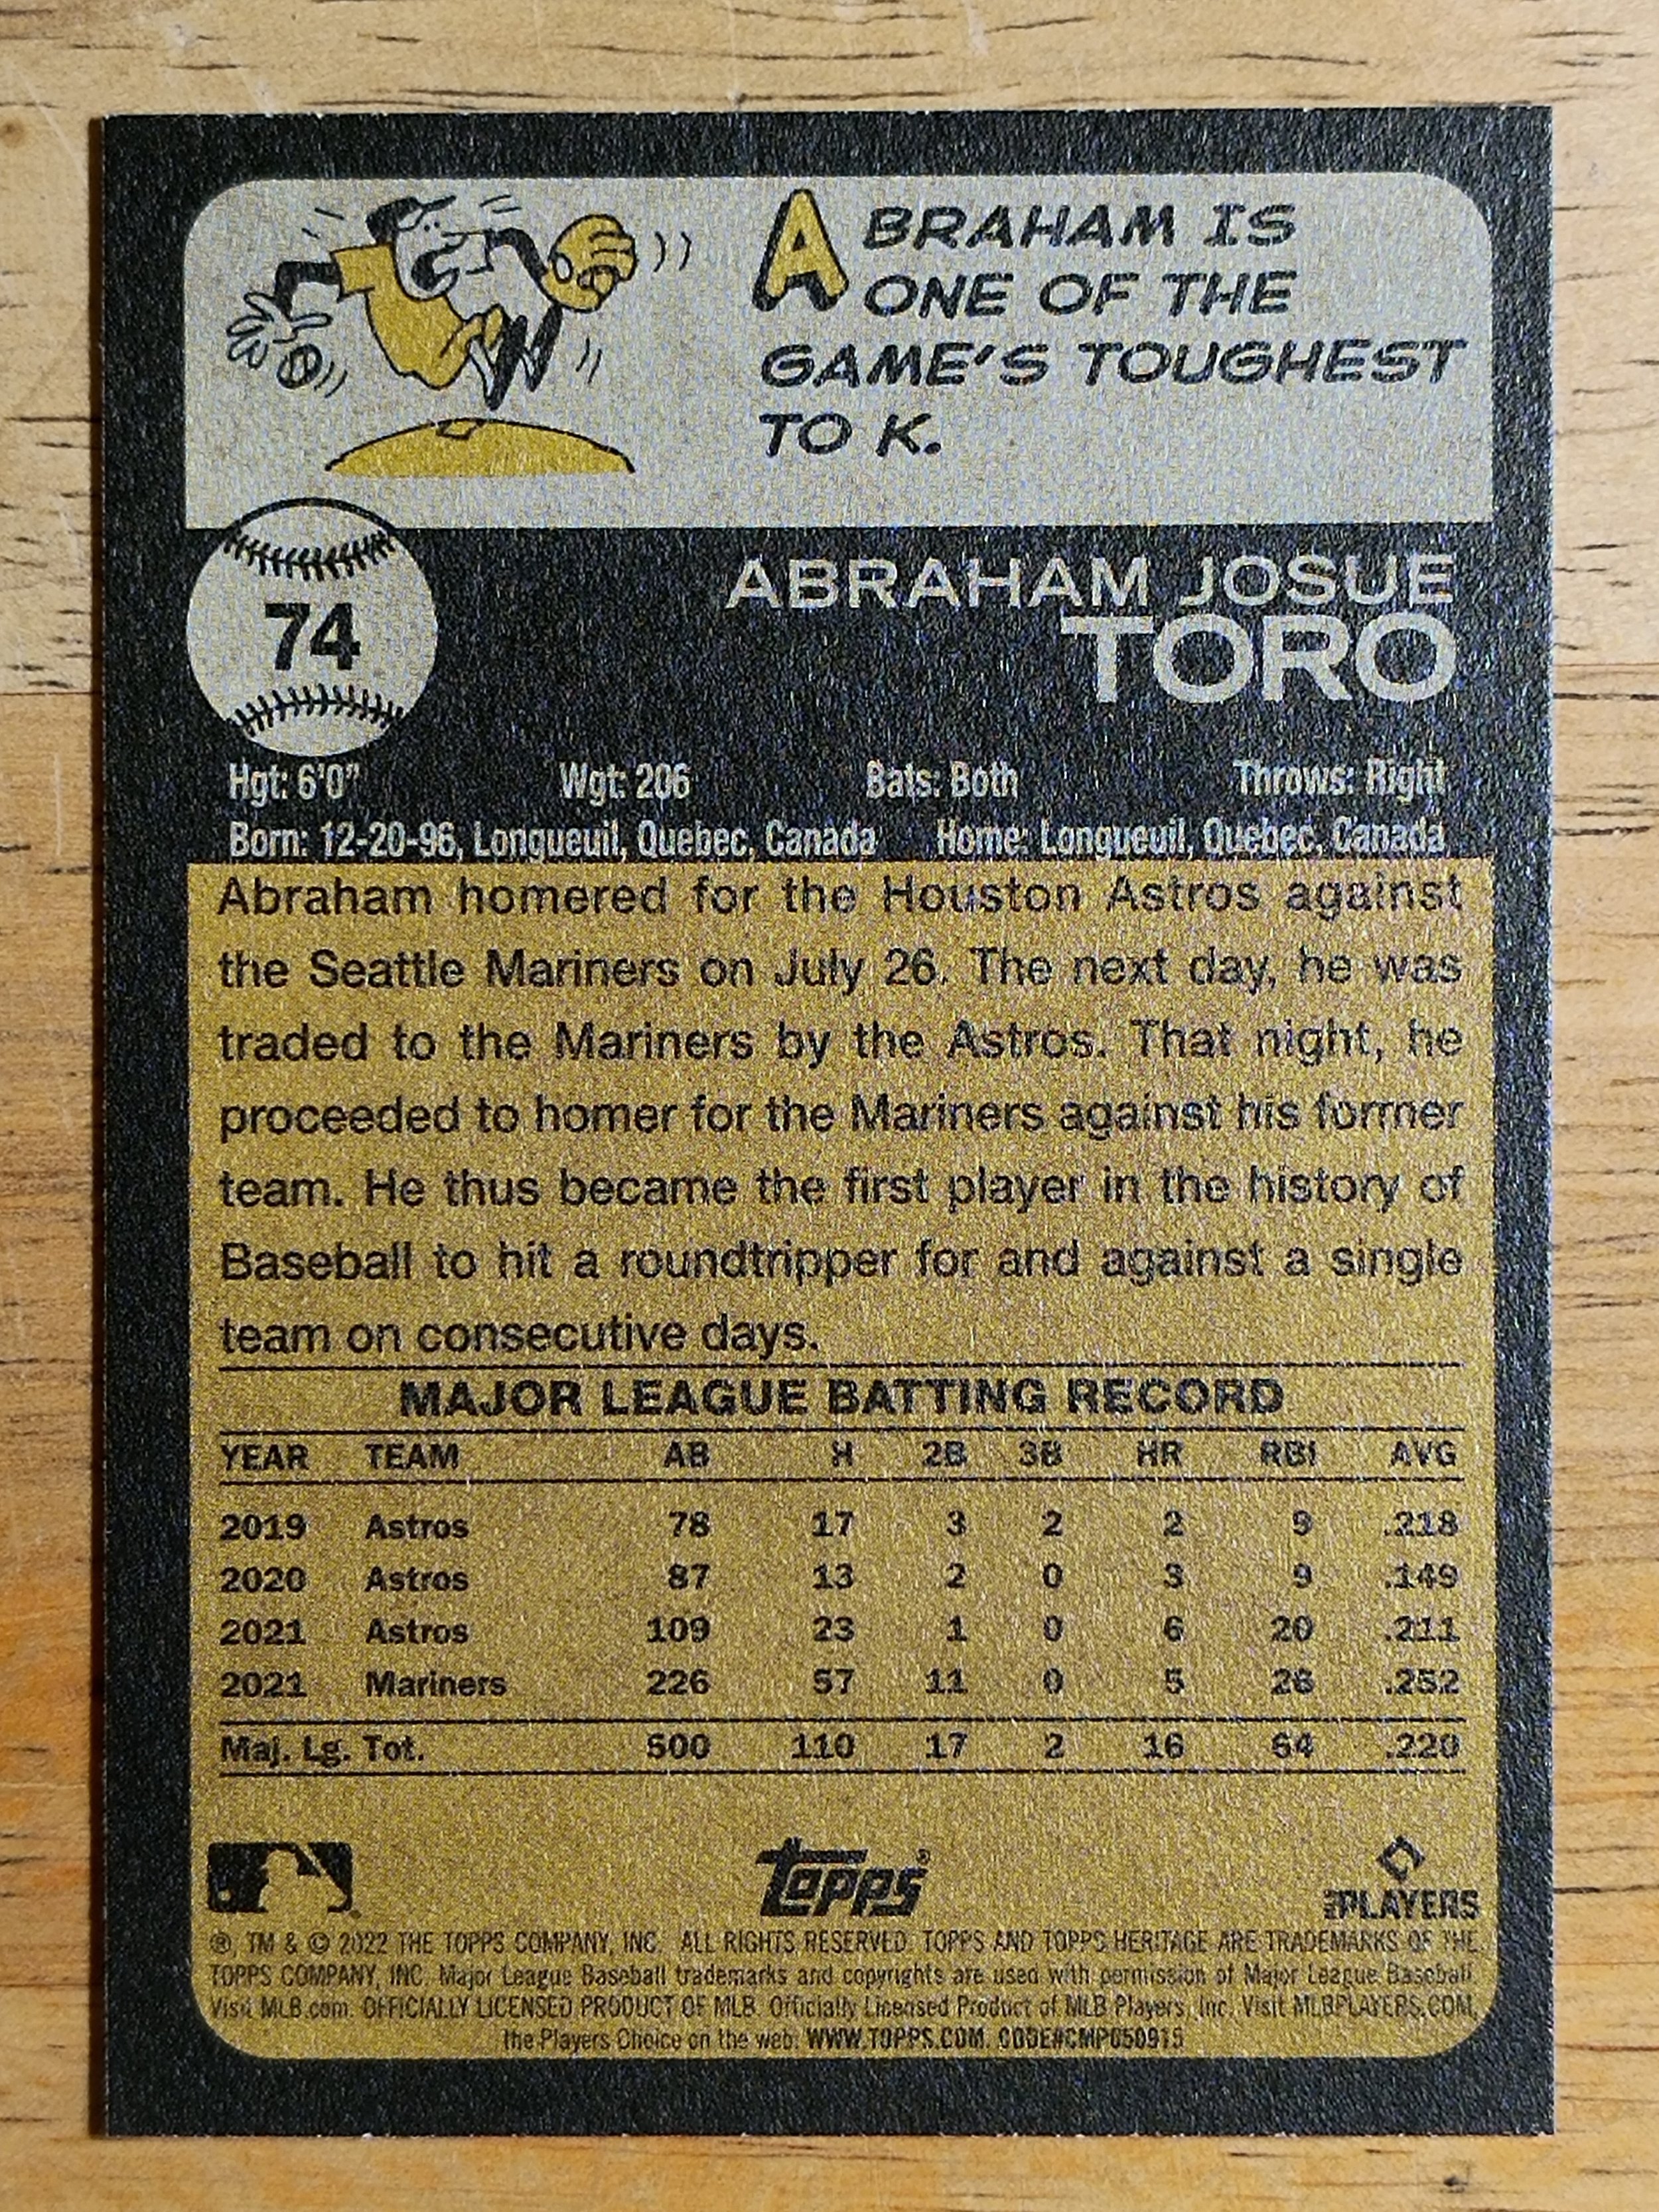 ABRAHAM IS
ONE OF THE
GAME'S TOUGHEST
TO K.
74
ABRAHAM JOSUE
TORO
Hgt: 6'0" Wgt: 206 Bats: Both Throws: Right
Born: 12-20-96, Longueuil, Quebec, Canada Home: Longueuil, Quebec, Canada
Abraham homered for the Houston Astros against
the Seattle Mariners on July 26. The next day, he was
traded to the Mariners by the Astros. That night, he
proceeded to homer for the Mariners against his former
team. He thus became the first player in the history of
Baseball to hit a roundtripper for and against a single
team on consecutive days.
MAJOR LEAGUE BATTING RECORD
YEAR TEAM AB H 2B 3B HR RBI AVG
2019 Astros 78 17 3 2 2 9 .218
2020 Astros 87 13 2 0 3 9 .149
2021 Astros 109 23 1 0 6 20 .211
2021 Mariners 226 57 11 0 5 26 .252
Maj. Lg. Tot. 500 110 17 2 16 64 .220
Topps®
MLB PLAYERS
®, TM & © 2022 THE TOPPS COMPANY, INC. ALL RIGHTS RESERVED. TOPPS AND TOPPS HERITAGE ARE TRADEMARKS OF THE
TOPPS COMPANY, INC. Major League Baseball trademarks and copyrights are used with permission of Major League Baseball.
Visit MLB.com. OFFICIALLY LICENSED PRODUCT OF MLB. Officially Licensed Product of MLB Players, Inc. Visit MLBPLAYERS.COM,
the Players Choice on the web. WWW.TOPPS.COM. CODE#CMP050915